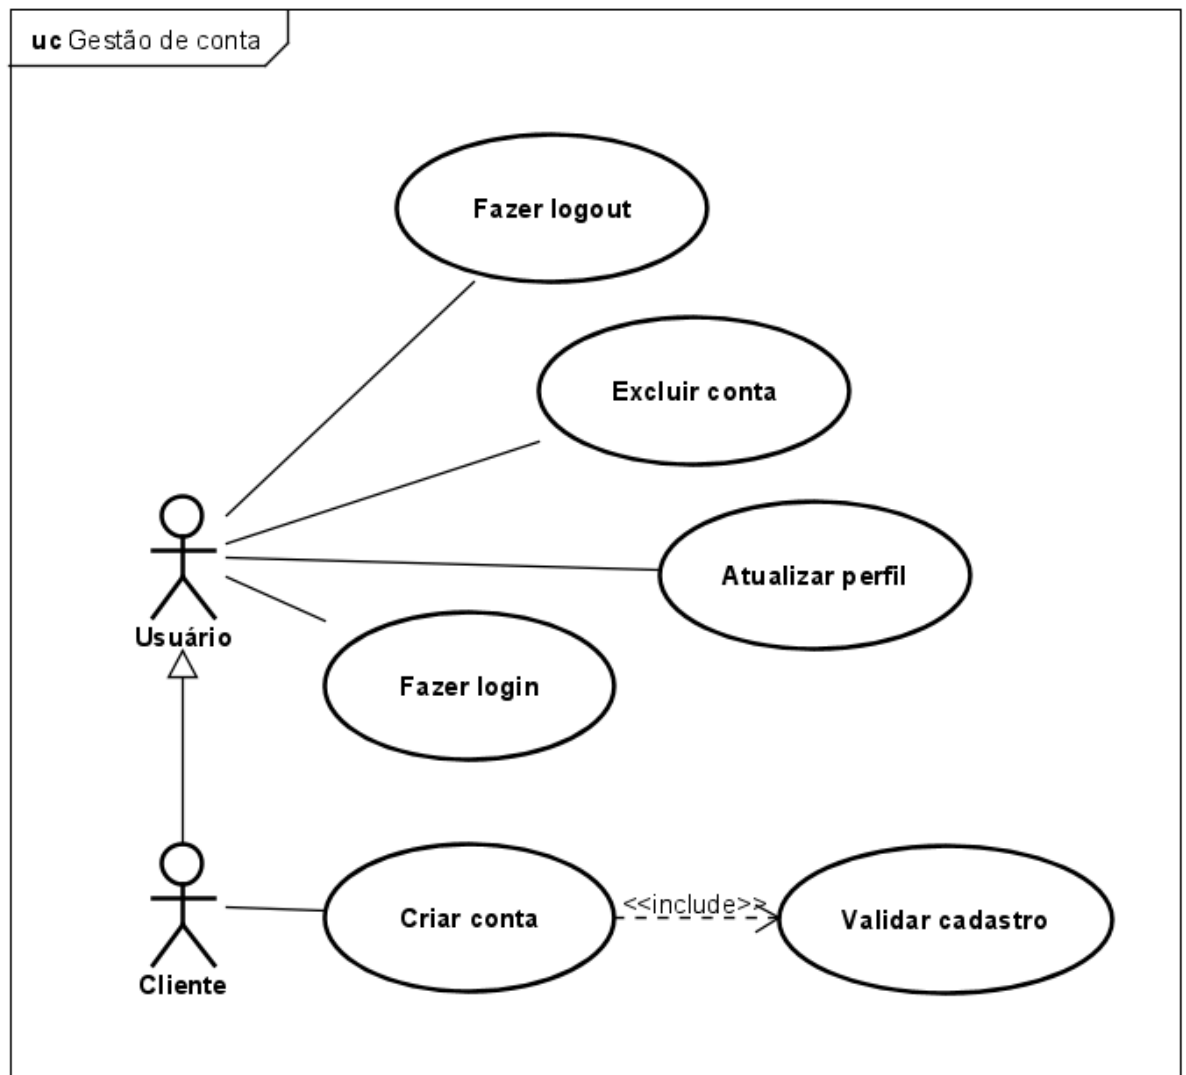 uc Gestão de conta
Fazer logout
Excluir conta
Atualizar perfil
Usuário
Fazer login
<<include>>
Criar conta
Validar cadastro
Cliente